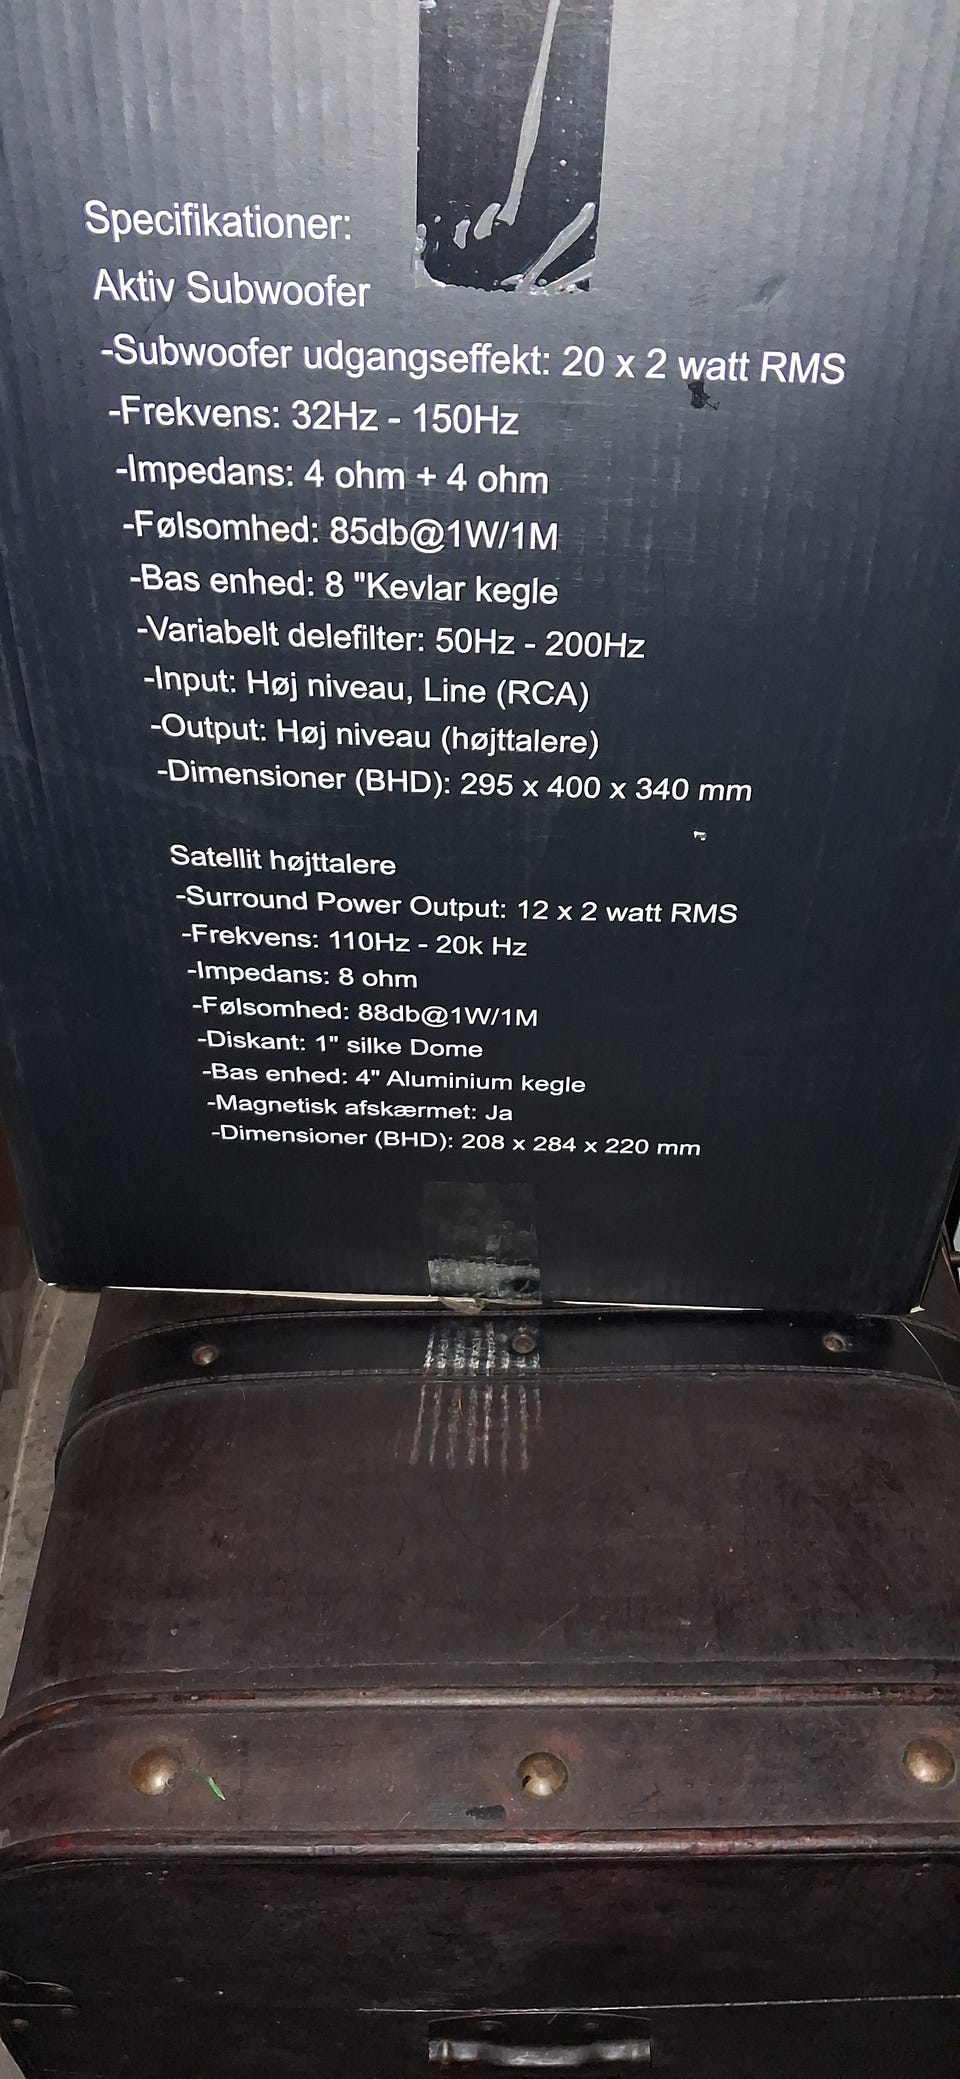 Specifikationer:
Aktiv Subwoofer
-Subwoofer udgangseffekt: 20 x 2 watt RMS
-Frekvens: 32Hz - 150Hz
-Impedans: 4 ohm + 4 ohm
-Følsomhed: 85db@1W/1M
-Bas enhed: 8 "Kevlar kegle
-Variabelt delefilter: 50Hz - 200Hz
-Input: Høj niveau, Line (RCA)
-Output: Høj niveau (højttalere)
-Dimensioner (BHD): 295 x 400 x 340 mm
Satellit højttalere
-Surround Power Output: 12 x 2 watt RMS
-Frekvens: 110Hz - 20k Hz
-Impedans: 8 ohm
-Følsomhed: 88db@1W/1M
-Diskant: 1" silke Dome
-Bas enhed: 4" Aluminium kegle
-Magnetisk afskærmet: Ja
-Dimensioner (BHD): 208 x 284 x 220 mm